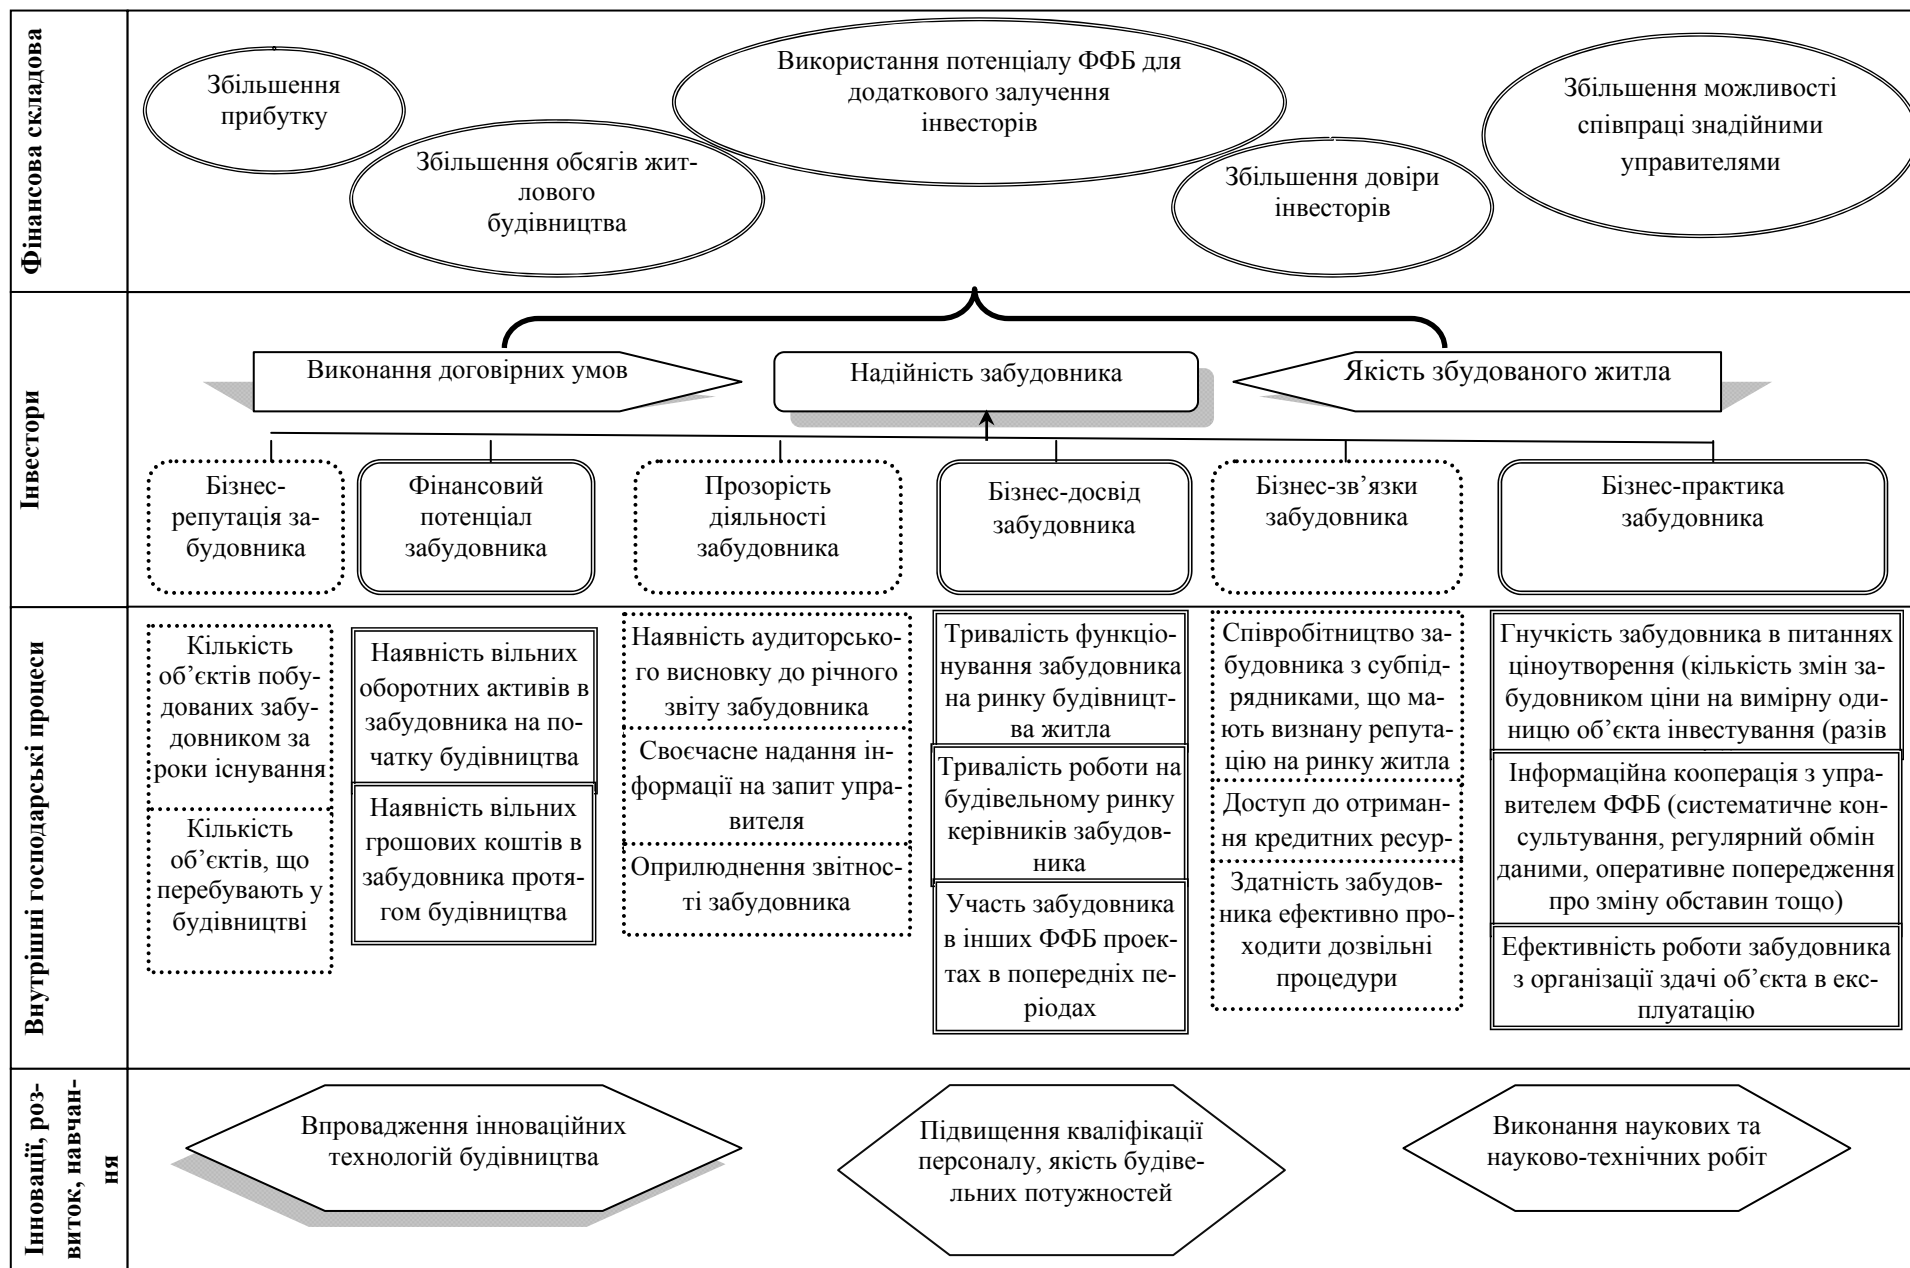 Фінансова складова
Збільшення
прибутку
Збільшення обсягів жит-
лового
будівництва
Використання потенціалу ФФБ для
додаткового залучення
інвесторів
Збільшення довіри
інвесторів
Збільшення можливості
співпраці знадійними
управителями
Інвестори
Виконання договірних умов
Надійність забудовника
Якість збудованого житла
Бізнес-
репутація за-
будовника
Фінансовий
потенціал
забудовника
Прозорість
діяльності
забудовника
Бізнес-досвід
забудовника
Бізнес-зв’язки
забудовника
Бізнес-практика
забудовника
Внутрішні господарські процеси
Кількість
об’єктів побу-
дованих забу-
довником за
роки існування
Кількість
об’єктів, що
перебувають у
будівництві
Наявність вільних
оборотних активів в
забудовника на по-
чатку будівництва
Наявність вільних
грошових коштів в
забудовника протя-
гом будівництва
Наявність аудиторсько-
го висновку до річного
звіту забудовника
Своєчасне надання ін-
формації на запит упра-
вителя
Оприлюднення звітнос-
ті забудовника
Тривалість функціо-
нування забудовника
на ринку будівницт-
ва житла
Тривалість роботи на
будівельному ринку
керівників забудов-
ника
Участь забудовника
в інших ФФБ проек-
тах в попередніх пе-
ріодах
Співробітництво за-
будовника з субпід-
рядниками, що ма-
ють визнану репута-
цію на ринку житла
Доступ до отриман-
ня кредитних ресур-
Здатність забудов-
ника ефективно про-
ходити дозвільні
процедури
Гнучкість забудовника в питаннях
ціноутворення (кількість змін за-
будовником ціни на вимірну оди-
ницю об’єкта інвестування (разів
Інформаційна кооперація з упра-
вителем ФФБ (систематичне кон-
сультування, регулярний обмін
даними, оперативне попередження
про зміну обставин тощо)
Ефективність роботи забудовника
з організації здачі об’єкта в екс-
плуатацію
Інновації, роз-
виток, навчан-
ня
Впровадження інноваційних
технологій будівництва
Підвищення кваліфікації
персоналу, якість будіве-
льних потужностей
Виконання наукових та
науково-технічних робіт